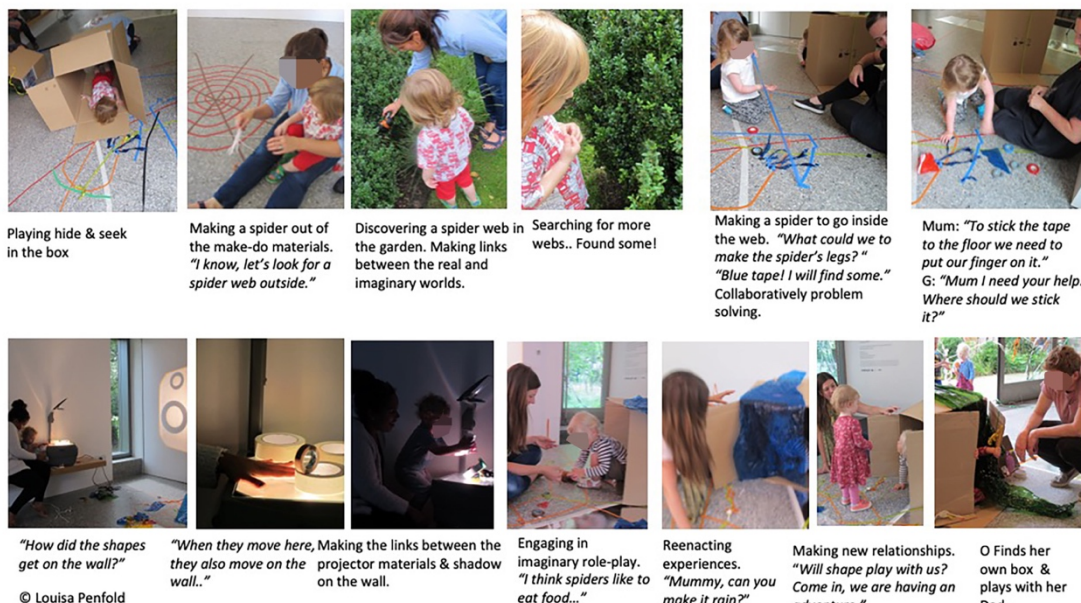 Playing hide & seek
in the box
Making a spider out of
the make-do materials.
“I know, let’s look for a
spider web outside.”
Discovering a spider web in
the garden. Making links
between the real and
imaginary worlds.
Searching for more
webs.. Found some!
Making a spider to go inside
the web. “What could we to
make the spider’s legs? “
“Blue tape! I will find some.”
Collaboratively problem
solving.
Mum: “To stick the tape
to the floor we need to
put our finger on it.”
G: “Mum I need your help.
Where should we stick
it?”
“How did the shapes
get on the wall?”
“When they move here,
they also move on the
wall..”
Making the links between the
projector materials & shadow
on the wall.
Engaging in
imaginary role-play.
“I think spiders like to
eat food...”
Reenacting
experiences.
“Mummy, can you
make it rain?”
Making new relationships.
“Will shape play with us?
Come in, we are having an
adventure.”
O Finds her
own box &
plays with her
© Louisa Penfold